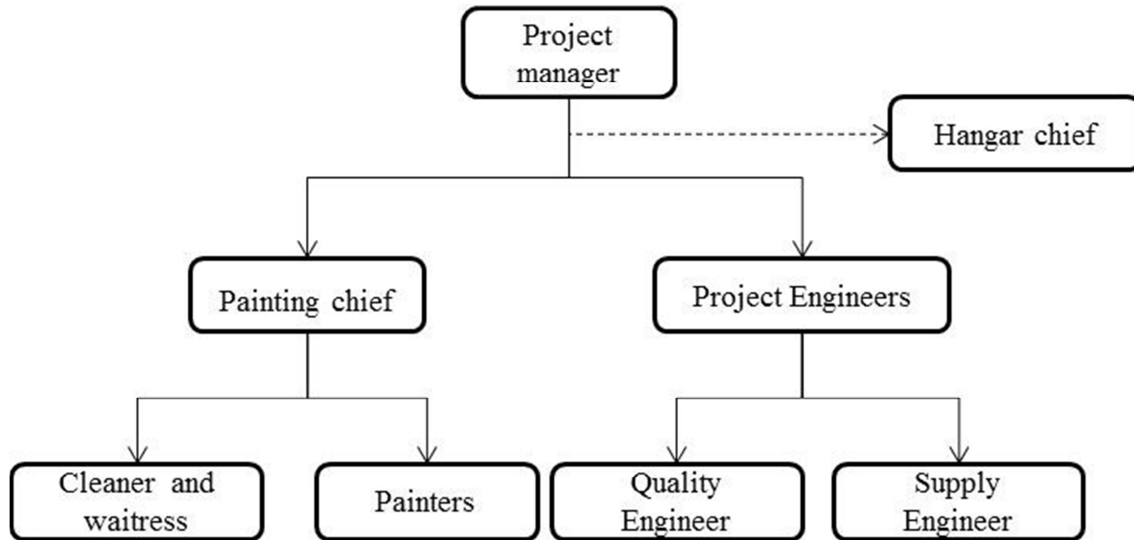 Project
manager
Hangar chief
Painting chief
Project Engineers
Cleaner and
waitress
Painters
Quality
Engineer
Supply
Engineer